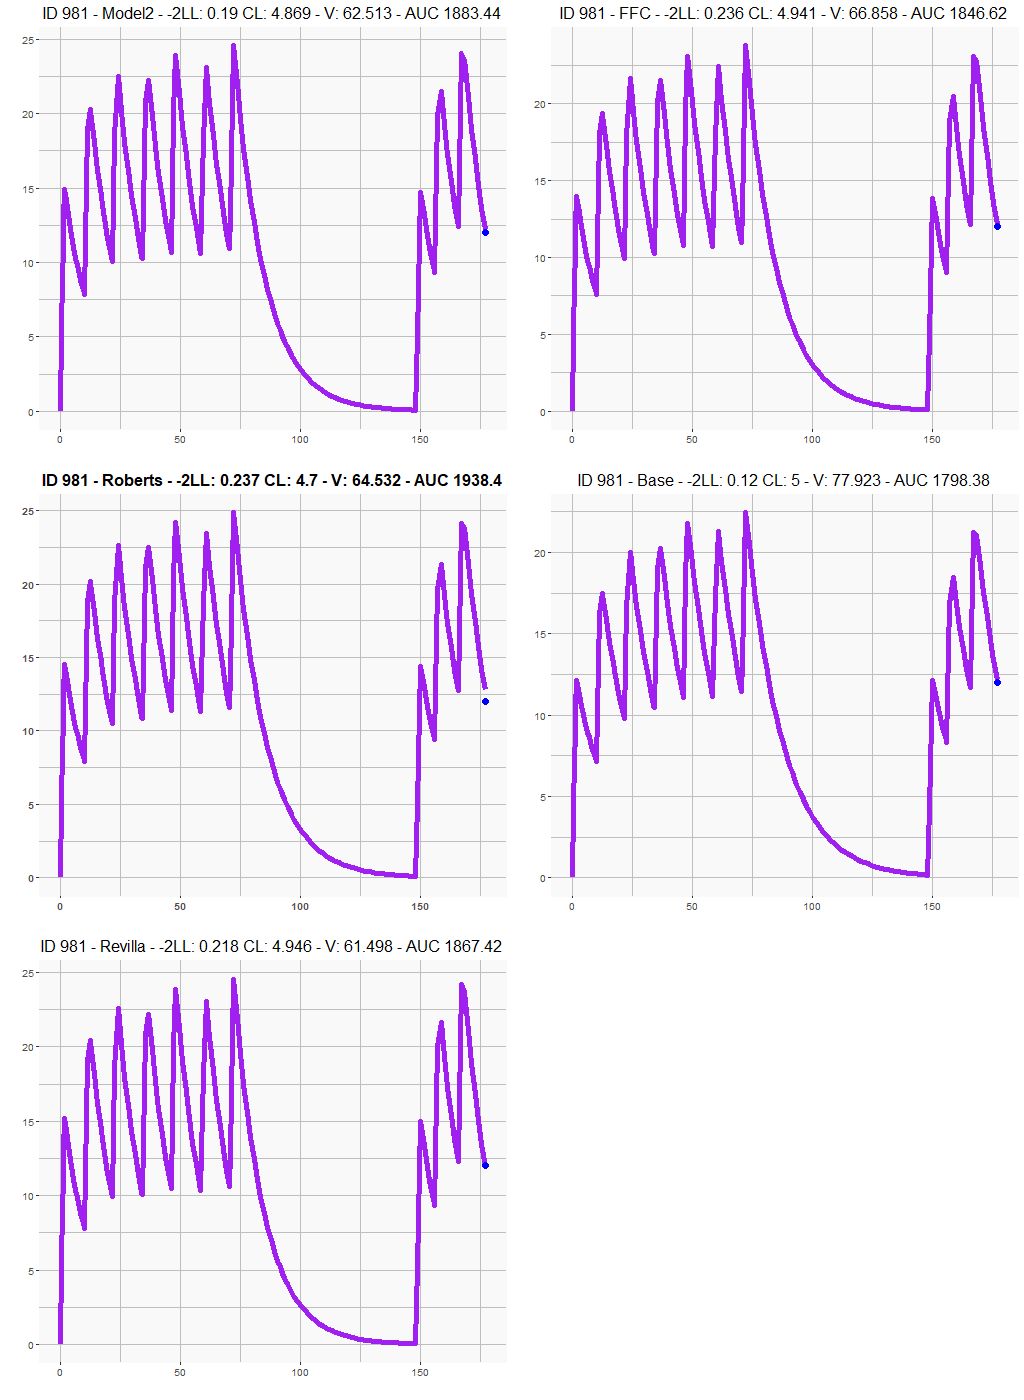 ID 981 - Model2 - -2LL: 0.19 CL: 4.869 - V: 62.513 - AUC 1883.44
25
20
15
10
5
0
0 50 100 150
ID 981 - FFC - -2LL: 0.236 CL: 4.941 - V: 66.858 - AUC 1846.62
20
15
10
5
0
0 50 100 150
ID 981 - Roberts - -2LL: 0.237 CL: 4.7 - V: 64.532 - AUC 1938.4
25
20
15
10
5
0
0 50 100 150
ID 981 - Base - -2LL: 0.12 CL: 5 - V: 77.923 - AUC 1798.38
20
15
10
5
0
0 50 100 150
ID 981 - Revilla - -2LL: 0.218 CL: 4.946 - V: 61.498 - AUC 1867.42
25
20
15
10
5
0
0 50 100 150